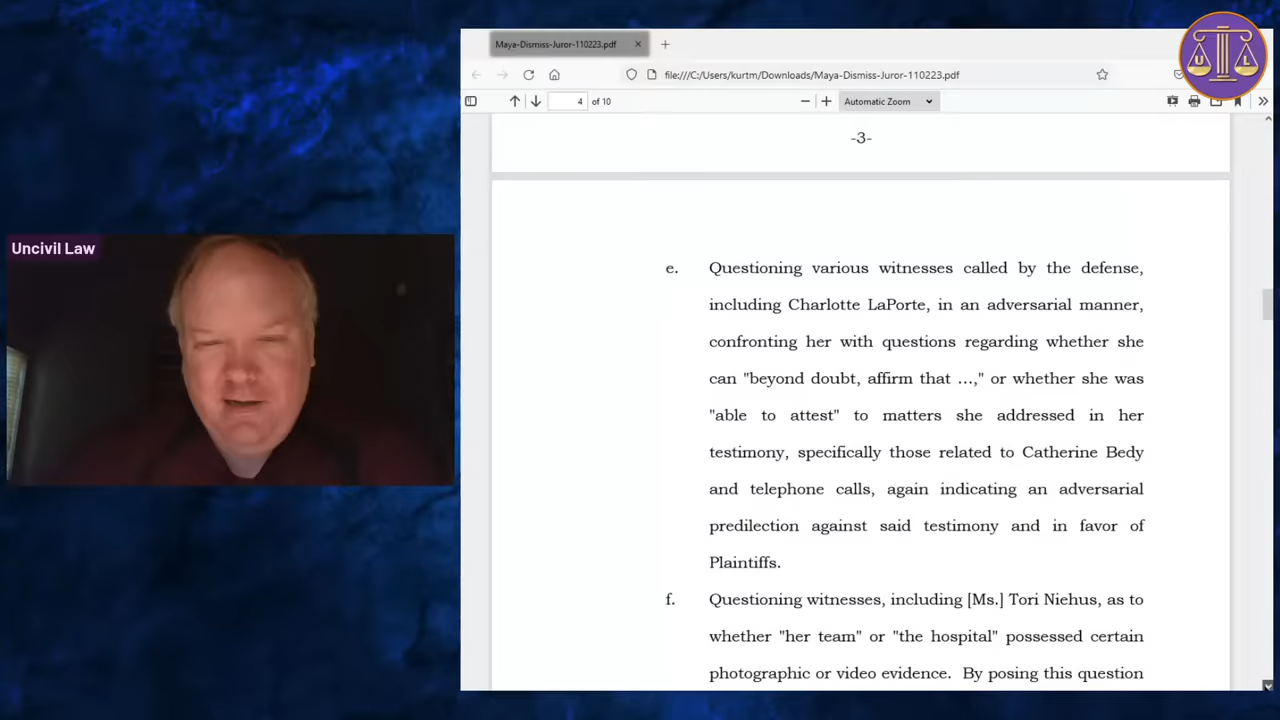 Maya-Dismiss-Juror-110223.pdf
file:///C:/Users/kurtm/Downloads/Maya-Dismiss-Juror-110223.pdf
4 of 10
Automatic Zoom
U L
Uncivil Law
-3-
e. Questioning various witnesses called by the defense,
including Charlotte LaPorte, in an adversarial manner,
confronting her with questions regarding whether she
can "beyond doubt, affirm that ...," or whether she was
"able to attest" to matters she addressed in her
testimony, specifically those related to Catherine Bedy
and telephone calls, again indicating an adversarial
predilection against said testimony and in favor of
Plaintiffs.
f. Questioning witnesses, including [Ms.] Tori Niehus, as to
whether "her team" or "the hospital" possessed certain
photographic or video evidence. By posing this question